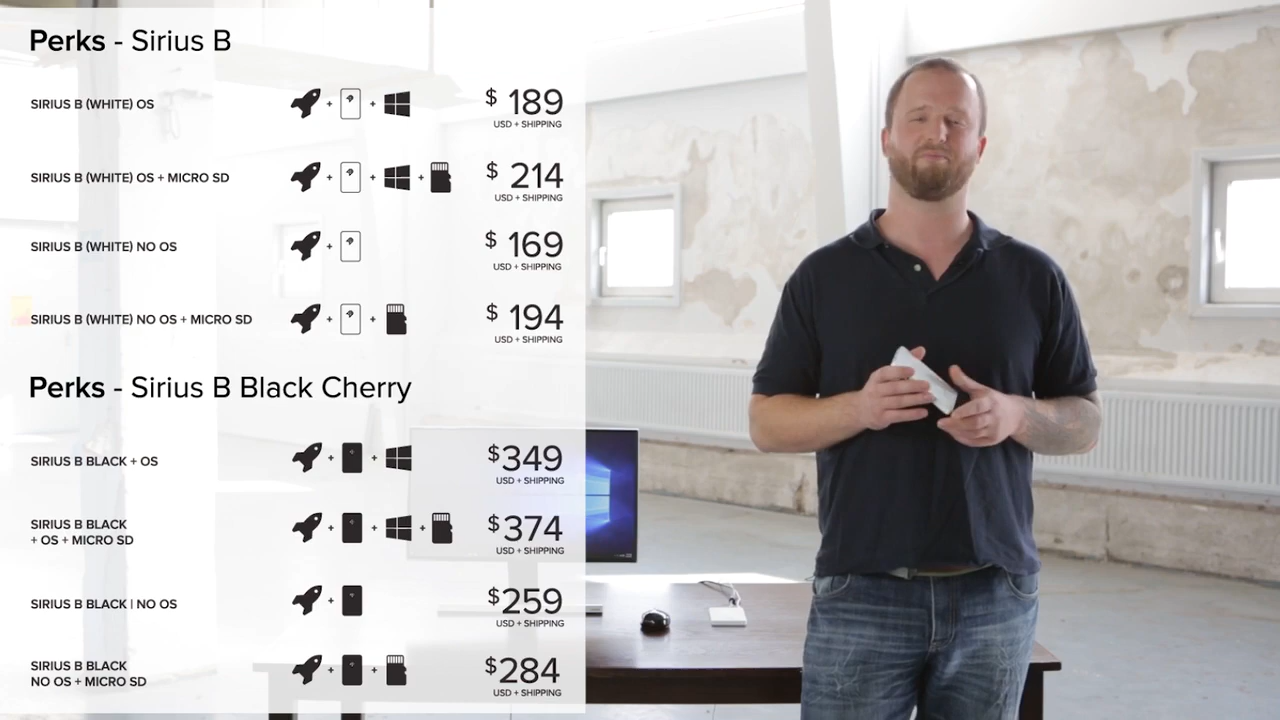 Perks - Sirius B
SIRIUS B (WHITE) OS
+ +
$ 189
USD + SHIPPING
SIRIUS B (WHITE) OS + MICRO SD
+ + +
$ 214
USD + SHIPPING
SIRIUS B (WHITE) NO OS
+
$ 169
USD + SHIPPING
SIRIUS B (WHITE) NO OS + MICRO SD
+ +
$ 194
USD + SHIPPING
Perks - Sirius B Black Cherry
SIRIUS B BLACK + OS
+ +
$349
USD + SHIPPING
SIRIUS B BLACK
+ OS + MICRO SD
+ + +
$374
USD + SHIPPING
SIRIUS B BLACK | NO OS
+
$259
USD + SHIPPING
SIRIUS B BLACK
NO OS + MICRO SD
+ +
$284
USD + SHIPPING